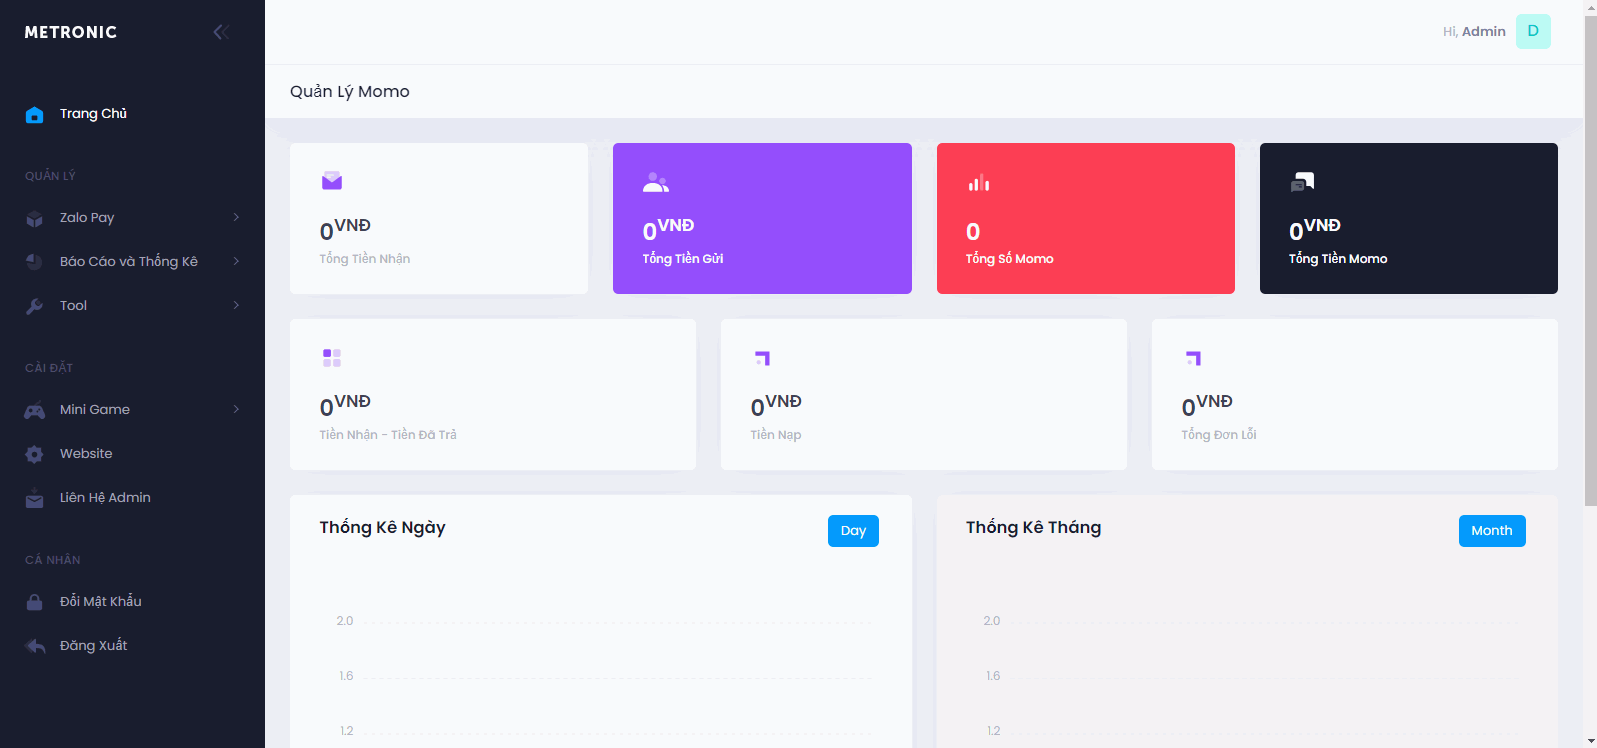 METRONIC
Hi, Admin
D
Quản Lý Momo
Trang Chủ
QUẢN LÝ
Zalo Pay
Báo Cáo và Thống Kê
Tool
CÀI ĐẶT
Mini Game
Website
Liên Hệ Admin
CÁ NHÂN
Đổi Mật Khẩu
Đăng Xuất
0VNĐ
Tổng Tiền Nhận
0VNĐ
Tống Tiền Gửi
0
Tổng Số Momo
0VNĐ
Tổng Tiền Momo
0VNĐ
Tiền Nhận - Tiền Đã Trả
0VNĐ
Tiền Nạp
0VNĐ
Tổng Đơn Lỗi
Thống Kê Ngày
Day
2.0
1.6
1.2
Thống Kê Tháng
Month
2.0
1.6
1.2